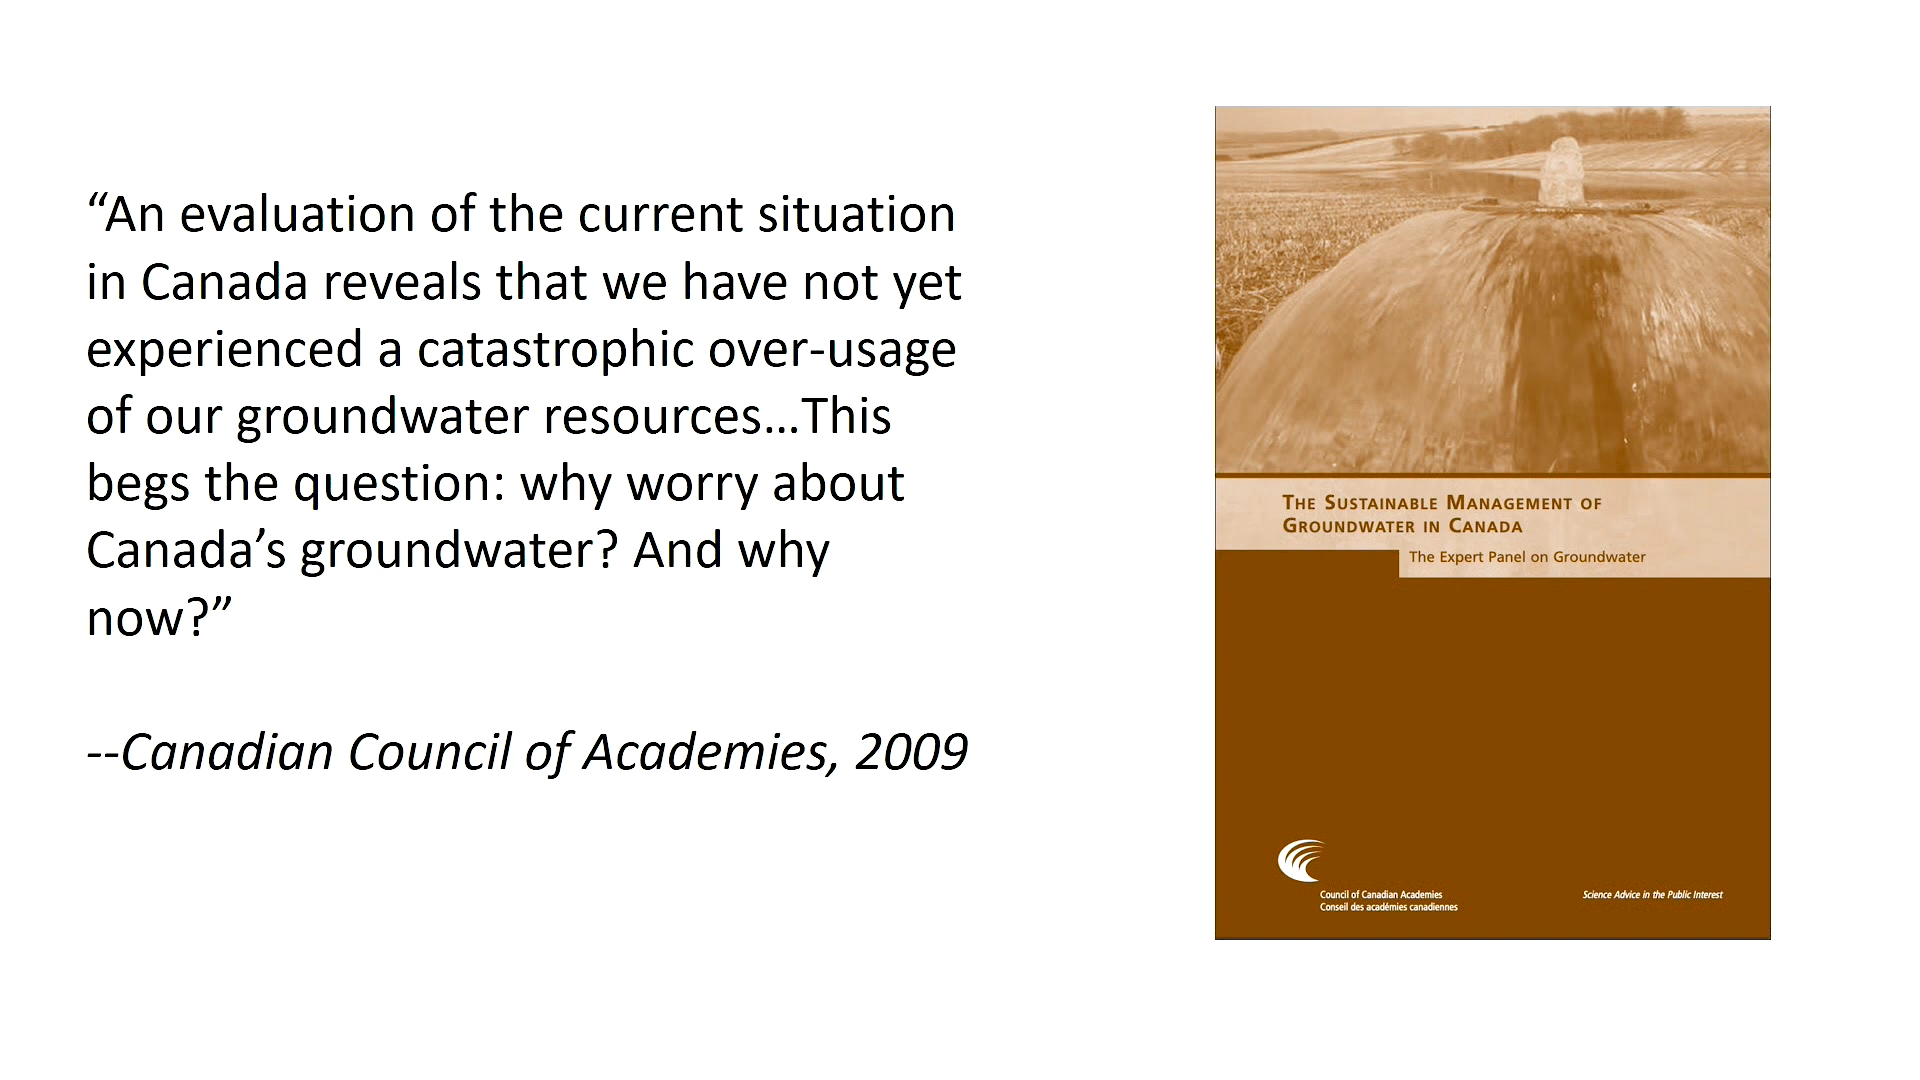 “An evaluation of the current situation
in Canada reveals that we have not yet
experienced a catastrophic over-usage
of our groundwater resources…This
begs the question: why worry about
Canada’s groundwater? And why
now?”
--Canadian Council of Academies, 2009
THE SUSTAINABLE MANAGEMENT OF
GROUNDWATER IN CANADA
The Expert Panel on Groundwater
Council of Canadian Academies
Conseil des académies canadiennes
Science Advice in the Public Interest